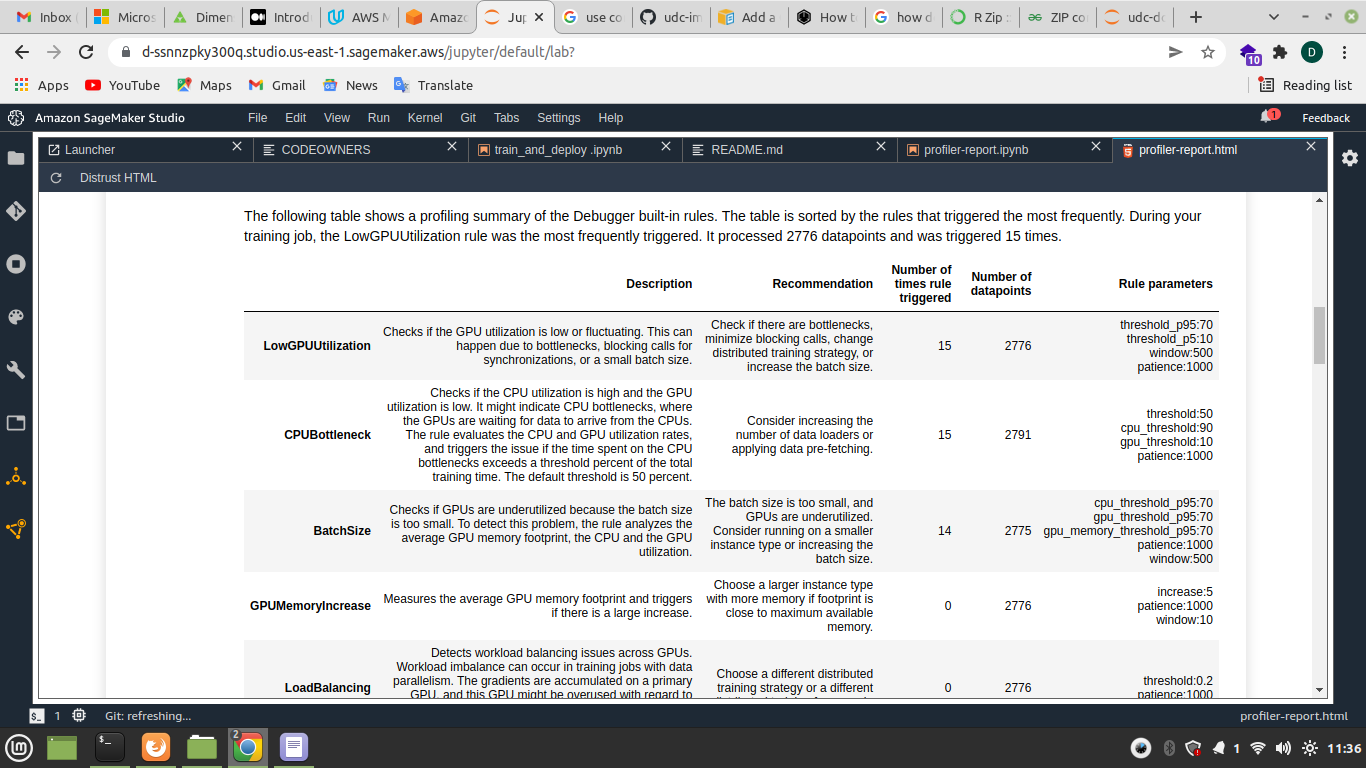 Inbox (
Micros
Dimen
Introd
AWS M
Amazo
Jup
use co
udc-im
Add a
How to
how d
R Zip :
ZIP co
udc-do
d-ssnnzpky300q.studio.us-east-1.sagemaker.aws/jupyter/default/lab?
10
D
Apps
YouTube
Maps
Gmail
News
Translate
Reading list
Amazon SageMaker Studio
File Edit View Run Kernel Git Tabs Settings Help
1
Feedback
Launcher
CODEOWNERS
train_and_deploy .ipynb
README.md
profiler-report.ipynb
profiler-report.html
Distrust HTML
The following table shows a profiling summary of the Debugger built-in rules. The table is sorted by the rules that triggered the most frequently. During your
training job, the LowGPUUtilization rule was the most frequently triggered. It processed 2776 datapoints and was triggered 15 times.
Description
Recommendation
Number of
times rule
triggered
Number of
datapoints
Rule parameters
LowGPUUtilization
Checks if the GPU utilization is low or fluctuating. This can
happen due to bottlenecks, blocking calls for
synchronizations, or a small batch size.
Check if there are bottlenecks,
minimize blocking calls, change
distributed training strategy, or
increase the batch size.
15
2776
threshold_p95:70
threshold_p5:10
window:500
patience:1000
CPUBottleneck
Checks if the CPU utilization is high and the GPU
utilization is low. It might indicate CPU bottlenecks, where
the GPUs are waiting for data to arrive from the CPUs.
The rule evaluates the CPU and GPU utilization rates,
and triggers the issue if the time spent on the CPU
bottlenecks exceeds a threshold percent of the total
training time. The default threshold is 50 percent.
Consider increasing the
number of data loaders or
applying data pre-fetching.
15
2791
threshold:50
cpu_threshold:90
gpu_threshold:10
patience:1000
BatchSize
Checks if GPUs are underutilized because the batch size
is too small. To detect this problem, the rule analyzes the
average GPU memory footprint, the CPU and the GPU
utilization.
The batch size is too small, and
GPUs are underutilized.
Consider running on a smaller
instance type or increasing the
batch size.
14
2775
cpu_threshold_p95:70
gpu_threshold_p95:70
gpu_memory_threshold_p95:70
patience:1000
window:500
GPUMemoryIncrease
Measures the average GPU memory footprint and triggers
if there is a large increase.
Choose a larger instance type
with more memory if footprint is
close to maximum available
memory.
0
2776
increase:5
patience:1000
window:10
LoadBalancing
Detects workload balancing issues across GPUs.
Workload imbalance can occur in training jobs with data
parallelism. The gradients are accumulated on a primary
GPU, and this GPU might be overused with regard to
Choose a different distributed
training strategy or a different
0
2776
threshold:0.2
patience:1000
1
Git: refreshing...
profiler-report.html
2
1
11:36